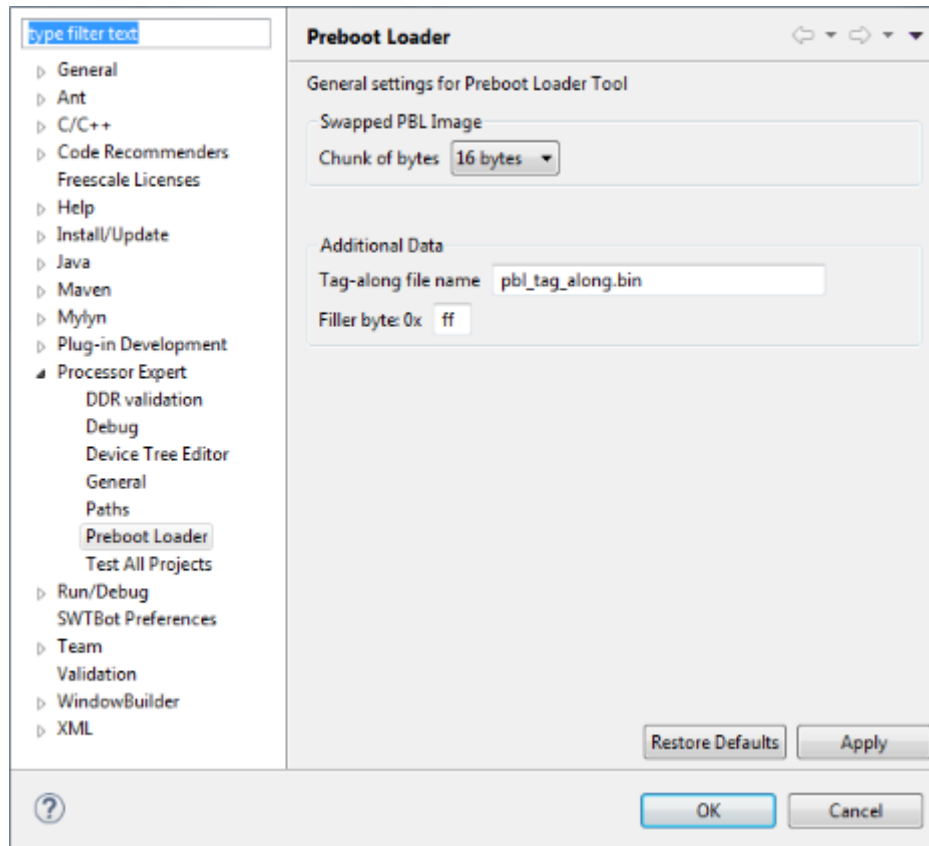 type filter text
General
Ant
C/C++
Code Recommenders
Freescale Licenses
Help
Install/Update
Java
Maven
Mylyn
Plug-in Development
Processor Expert
DDR validation
Debug
Device Tree Editor
General
Paths
Preboot Loader
Test All Projects
Run/Debug
SWTBot Preferences
Team
Validation
WindowBuilder
XML
Preboot Loader
General settings for Preboot Loader Tool
Swapped PBL Image
Chunk of bytes 16 bytes
Additional Data
Tag-along file name pbl_tag_along.bin
Filler byte: 0x ff
Restore Defaults Apply
? OK Cancel